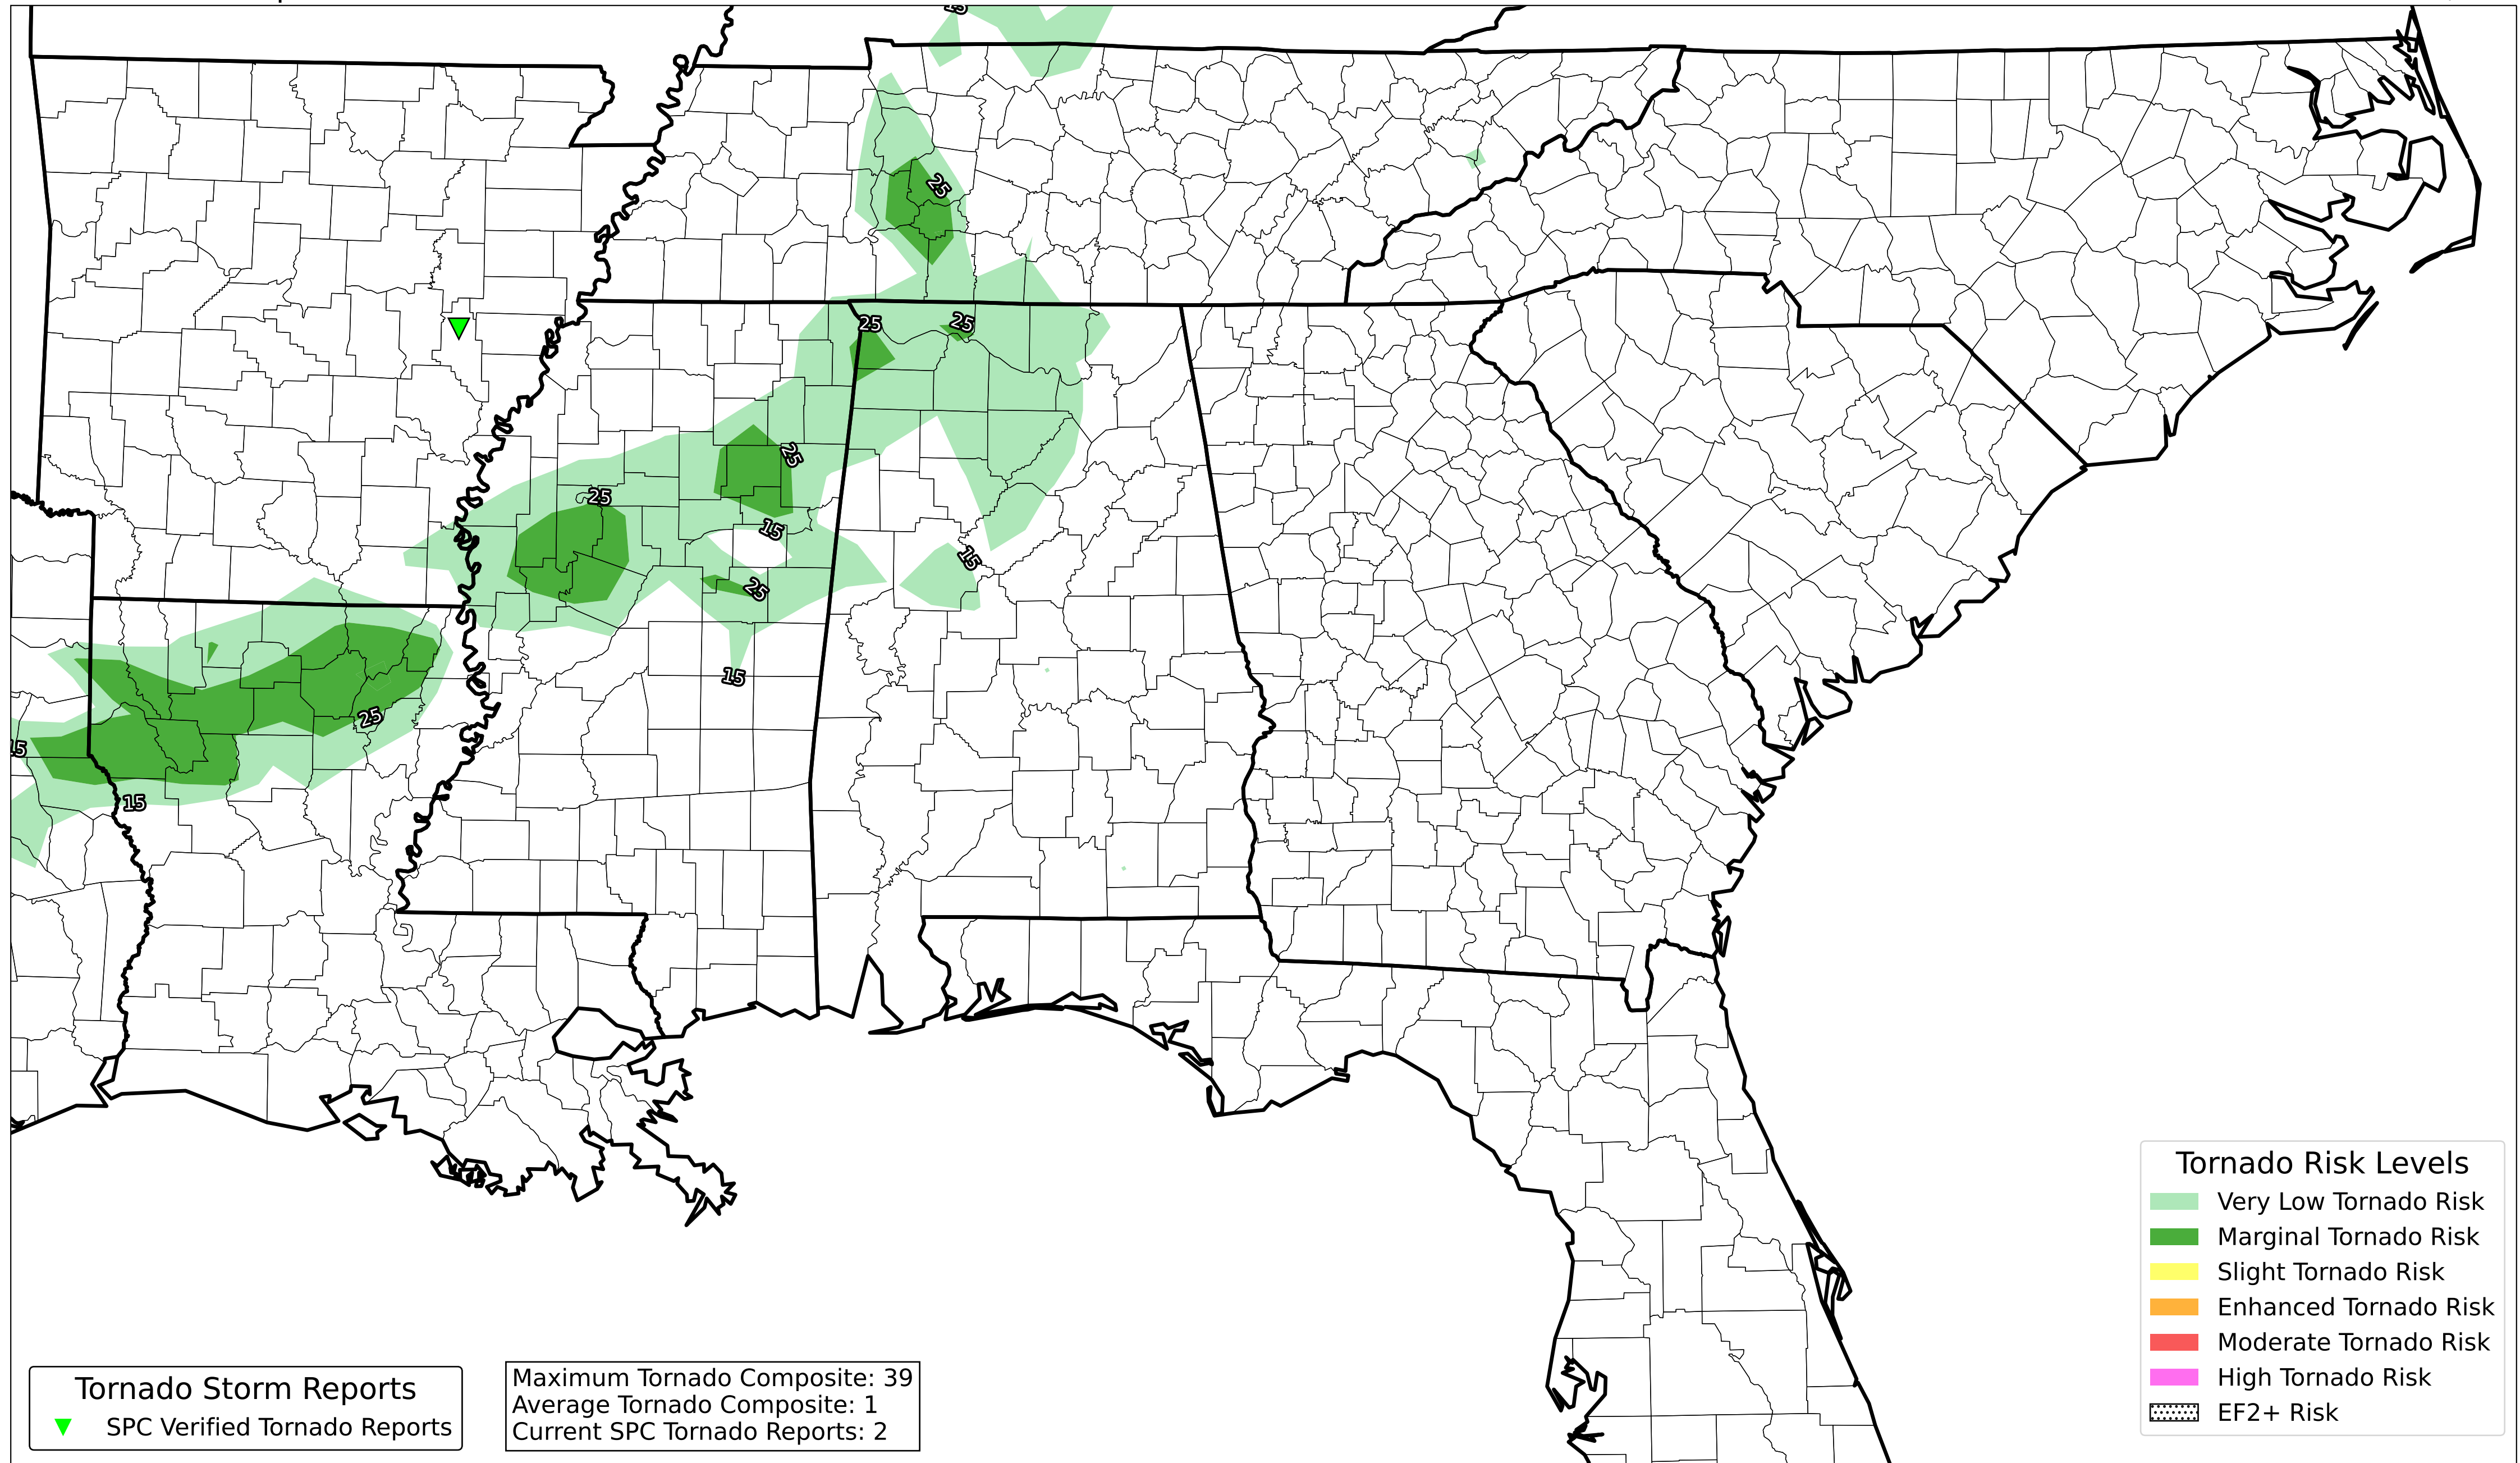 15
25
25
25
25
25
15
15
25
15
25
15
15
Tornado Risk Levels
Very Low Tornado Risk
Marginal Tornado Risk
Slight Tornado Risk
Enhanced Tornado Risk
Moderate Tornado Risk
High Tornado Risk
EF2+ Risk
Tornado Storm Reports
SPC Verified Tornado Reports
Maximum Tornado Composite: 39
Average Tornado Composite: 1
Current SPC Tornado Reports: 2